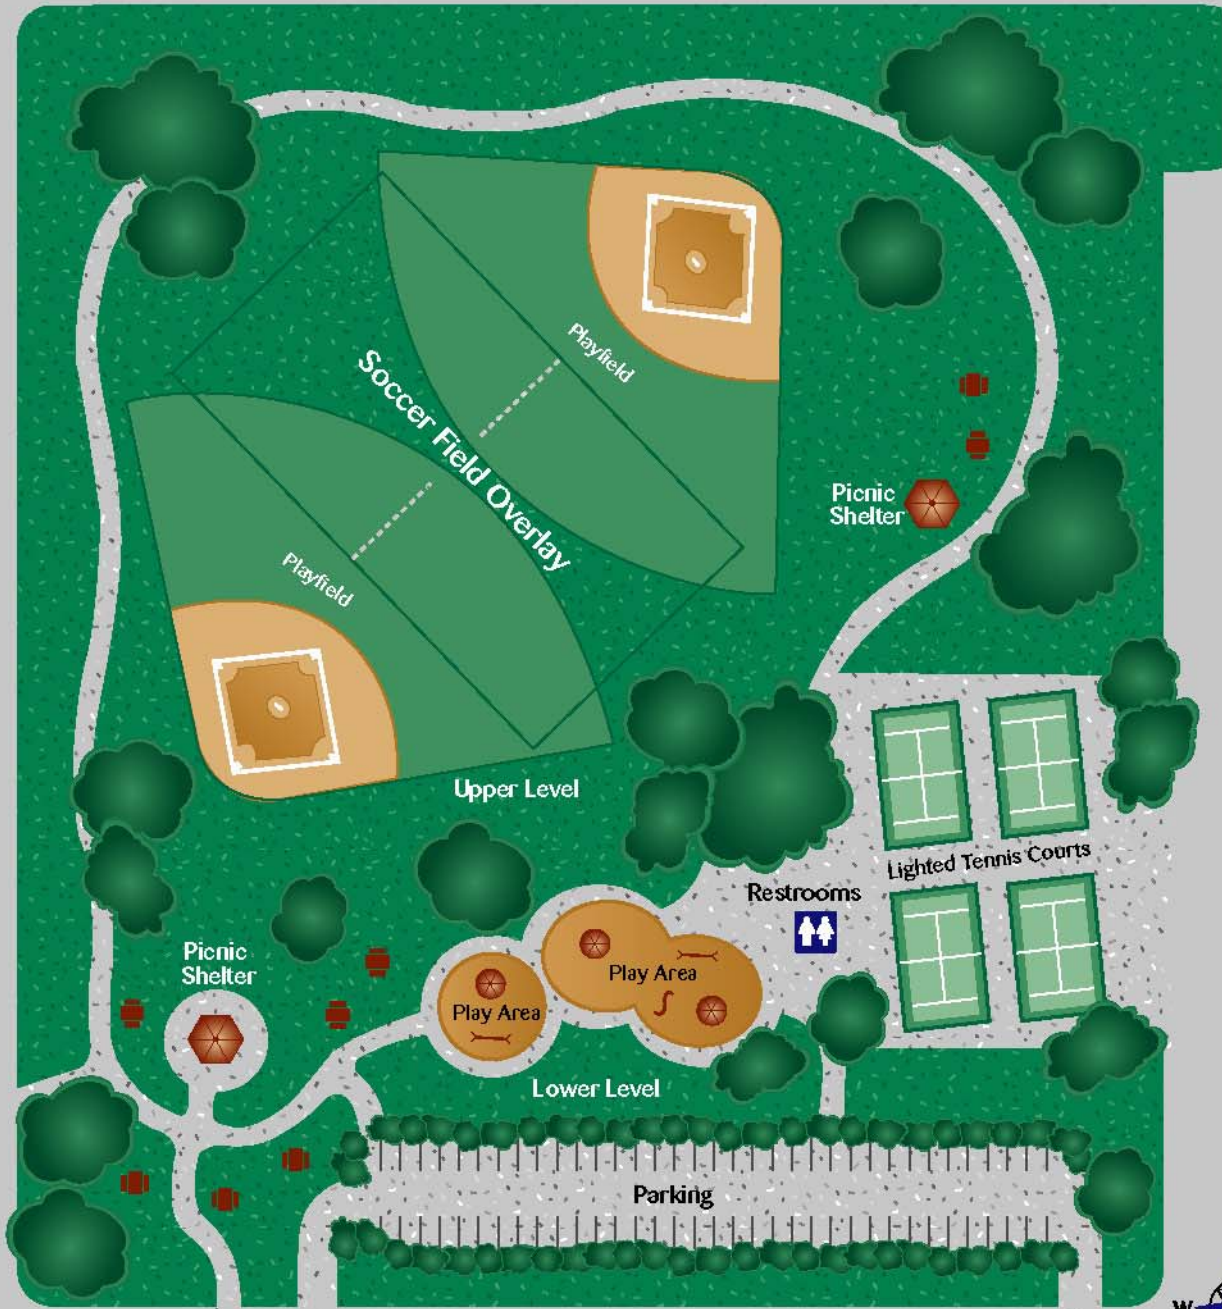 Playfield
Soccer Field Overlay
Picnic
Shelter
Playfield
Upper Level
Lighted Tennis Courts
Restrooms
Picnic
Shelter
Play Area
Play Area
Lower Level
Parking
W